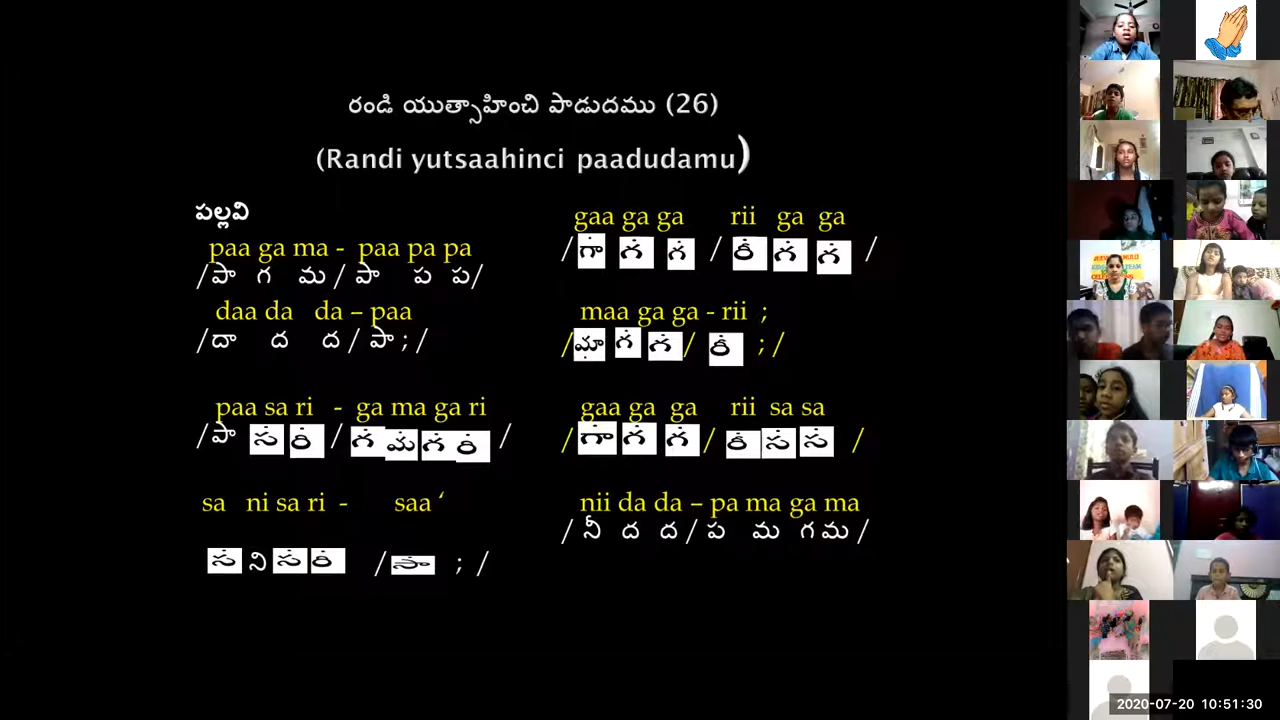 రండి యుత్సాహించి పాడుదము (26)
(Randi yutsaahinci paadudamu)
పల్లవి
paa ga ma - paa pa pa
/పా గ మ / పా ప ప/
daa da da – paa
/దా ద ద / పా ; /
paa sa ri - ga ma ga ri
/పా స రి / గ మ గ రి /
sa ni sa ri - saa ‘
స ని స రి / సా ; /
gaa ga ga rii ga ga
/ గా గ గ / రీ గ గ /
maa ga ga - rii ;
/ మా గ గ / రీ ; /
gaa ga ga rii sa sa
/ గా గ గ / రీ స స /
nii da da – pa ma ga ma
/ నీ ద ద / ప మ గ మ /
2020-07-20 10:51:30